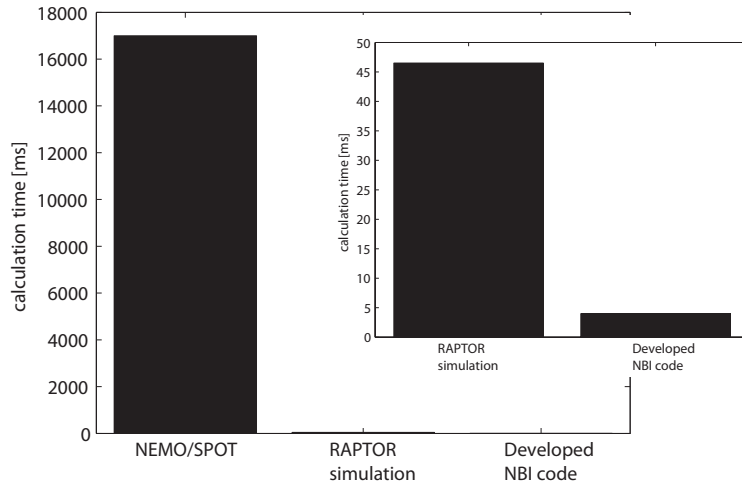 calculation time [ms]
18000
16000
14000
12000
10000
8000
6000
4000
2000
0
NEMO/SPOT
RAPTOR
simulation
Developed
NBI code
calculation time [ms]
50
45
40
35
30
25
20
15
10
5
0
RAPTOR
simulation
Developed
NBI code